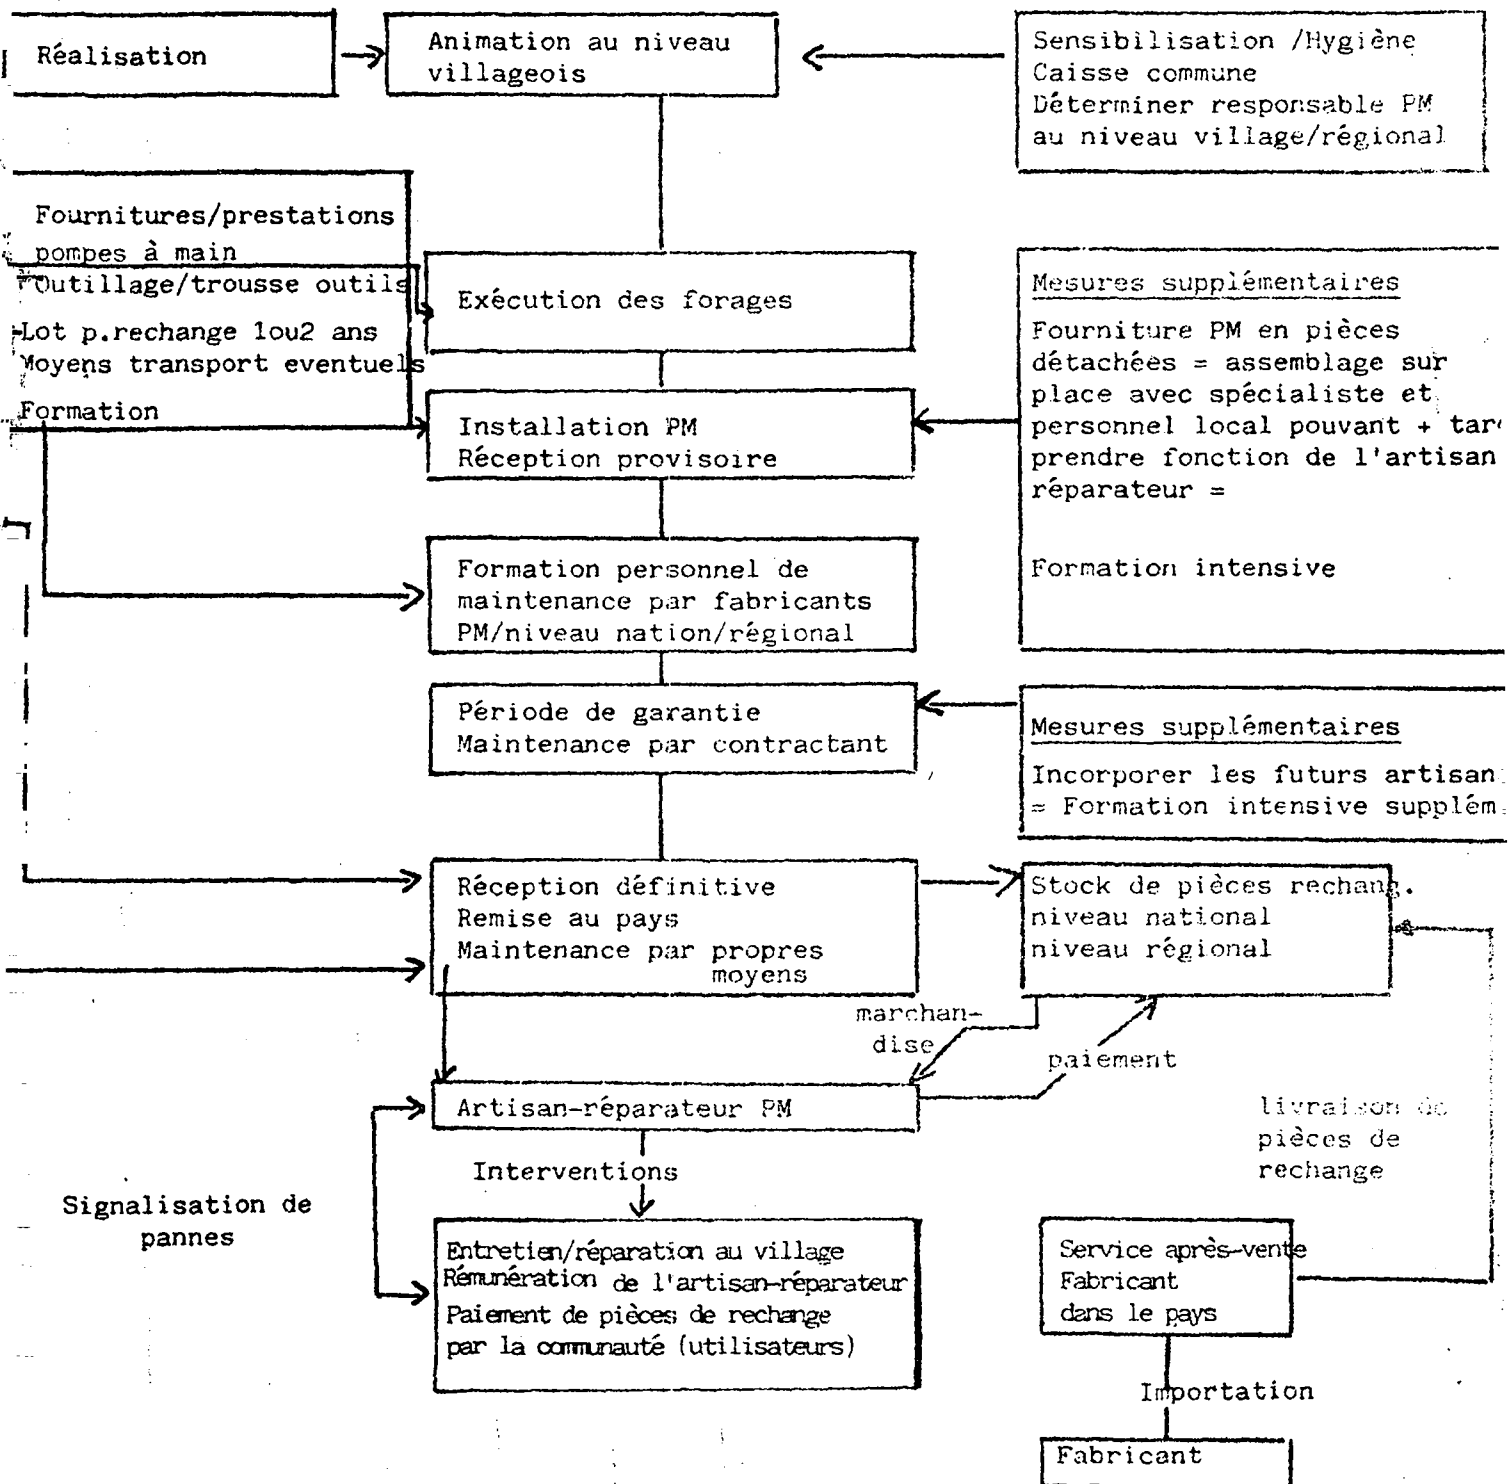 Réalisation
Animation au niveau
villageois
Sensibilisation /Hygiène
Caisse commune
Déterminer responsable PM
au niveau village/régional
Fournitures/prestations
pompes à main
Outillage/trousse outils
Lot p.rechange 1ou2 ans
Moyens transport eventuels
Formation
Exécution des forages
Installation PM
Réception provisoire
Mesures supplémentaires
Fourniture PM en pièces
détachées = assemblage sur
place avec spécialiste et
personnel local pouvant +
prendre fonction de l'artisan
réparateur =
Formation intensive
Formation personnel de
maintenance par fabricants
PM/niveau nation/régional
Période de garantie
Maintenance par contractant
Mesures supplémentaires
Incorporer les futurs artisan
= Formation intensive supplém
Réception définitive
Remise au pays
Maintenance par propres
moyens
Stock de pièces rechang.
niveau national
niveau régional
marchan-
dise
paiement
Artisan-réparateur PM
livraison de
pièces de
rechange
Interventions
Signalisation de
pannes
Entretien/réparation au village
Rémunération de l'artisan-réparateur
Paiement de pièces de rechange
par la communauté (utilisateurs)
Service après-vente
Fabricant
dans le pays
Importation
Fabricant